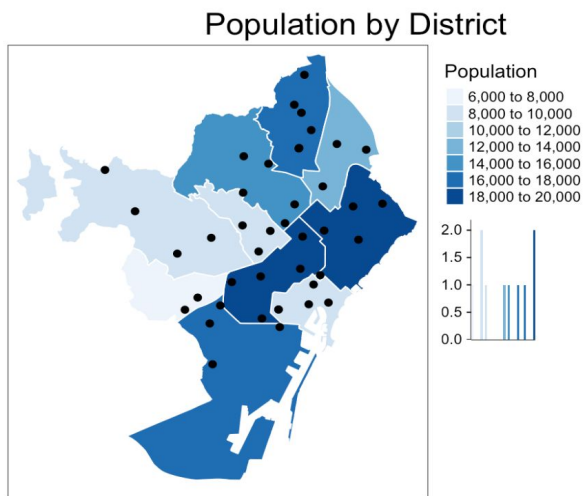 Population by District
Population
6,000 to 8,000
8,000 to 10,000
10,000 to 12,000
12,000 to 14,000
14,000 to 16,000
16,000 to 18,000
18,000 to 20,000
2.0
1.5
1.0
0.5
0.0